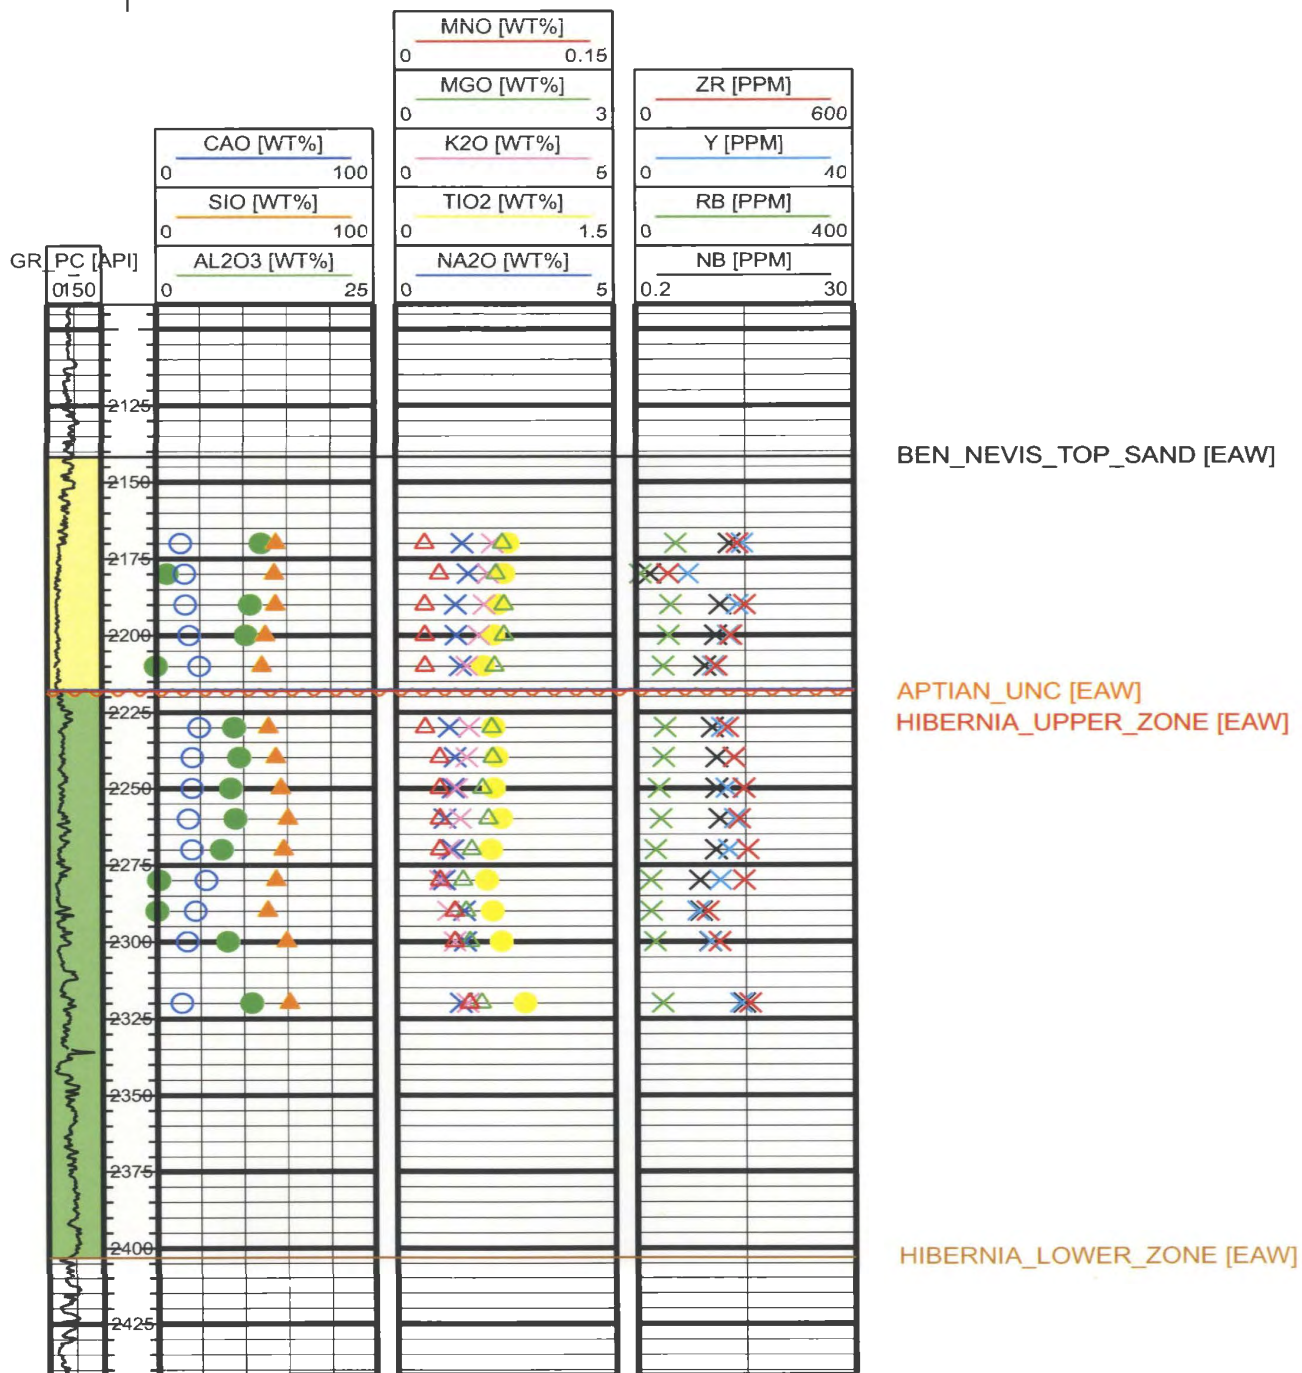 MNO [WT%]
0 0.15
MGO [WT%]
0 3
ZR [PPM]
0 600
CAO [WT%]
0 100
K2O [WT%]
0 5
Y [PPM]
0 40
SIO [WT%]
0 100
TIO2 [WT%]
0 1.5
RB [PPM]
0 400
GR_PC [API]
0 150
AL2O3 [WT%]
0 25
NA2O [WT%]
0 5
NB [PPM]
0.2 30
2125
BEN_NEVIS_TOP_SAND [EAW]
2150
2175
2200
APTIAN_UNC [EAW]
2225
HIBERNIA_UPPER_ZONE [EAW]
2250
2275
2300
2325
2350
2375
2400
HIBERNIA_LOWER_ZONE [EAW]
2425